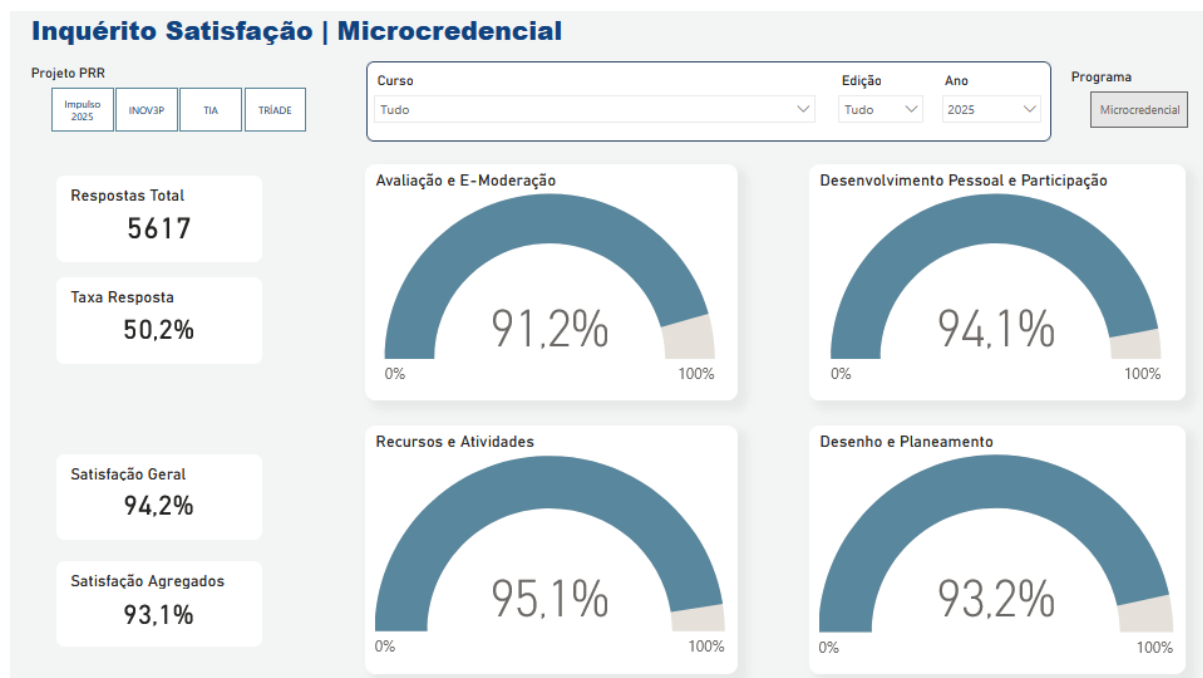 Inquérito Satisfação | Microcredencial
Projeto PRR
Impulso
2025
INOV3P
TIA
TRÍADE
Curso
Tudo
Edição
Tudo
Ano
2025
Programa
Microcredencial
Respostas Total
5617
Taxa Resposta
50,2%
Satisfação Geral
94,2%
Satisfação Agregados
93,1%
Avaliação e E-Moderação
91,2%
0%
100%
Desenvolvimento Pessoal e Participação
94,1%
0%
100%
Recursos e Atividades
95,1%
0%
100%
Desenho e Planeamento
93,2%
0%
100%